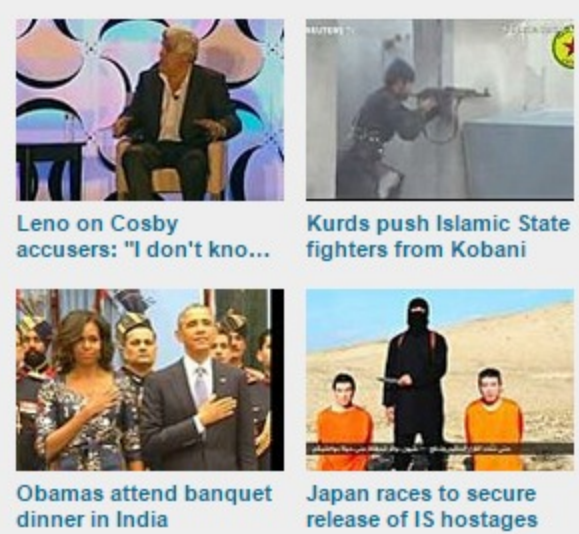 REUTERS
Leno on Cosby
accusers: "I don't kno...
Kurds push Islamic State
fighters from Kobani
Obamas attend banquet
dinner in India
Japan races to secure
release of IS hostages